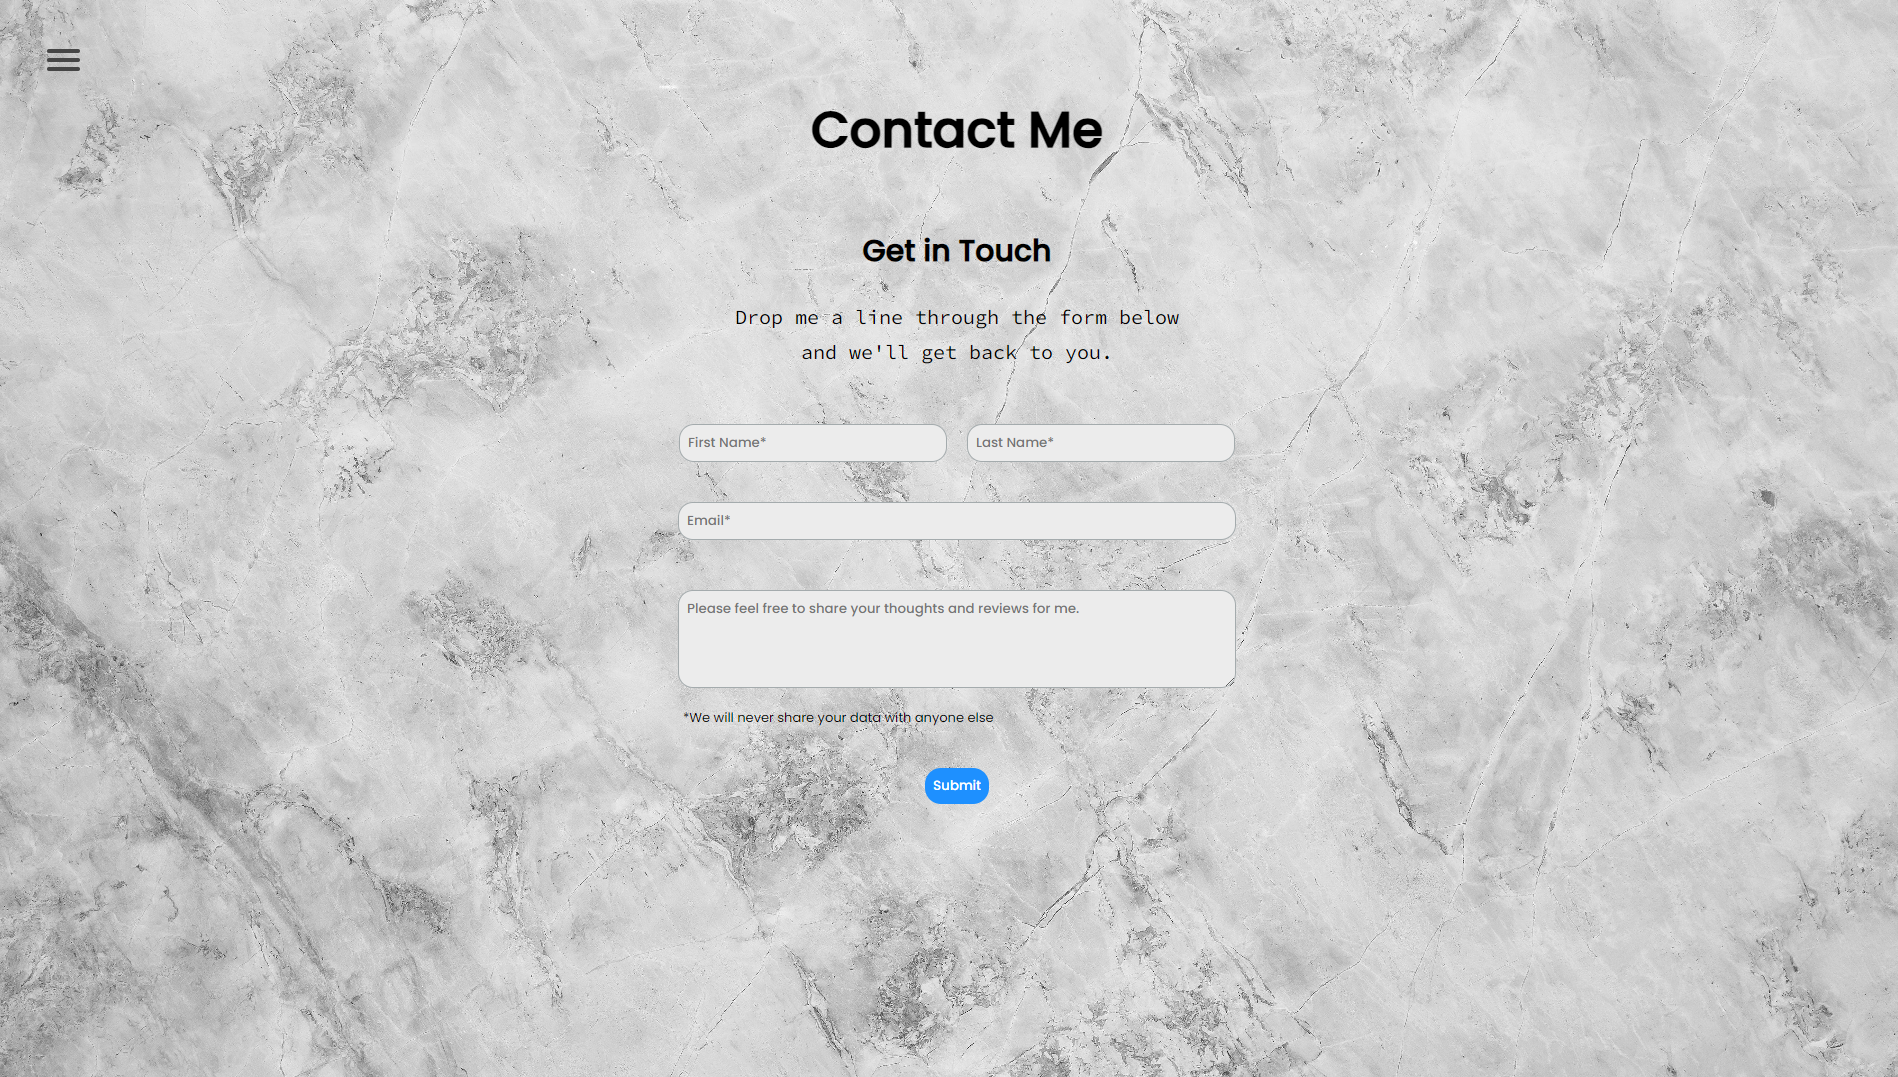 Contact Me
Get in Touch
Drop me a line through the form below
and we'll get back to you.
First Name*
Last Name*
Email*
Please feel free to share your thoughts and reviews for me.
*We will never share your data with anyone else
Submit